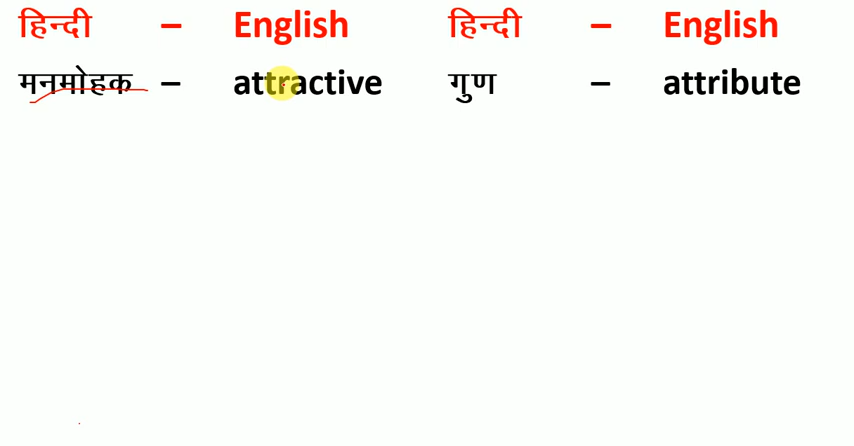 हिन्दी – English हिन्दी – English
मनमोहक – attractive गुण – attribute